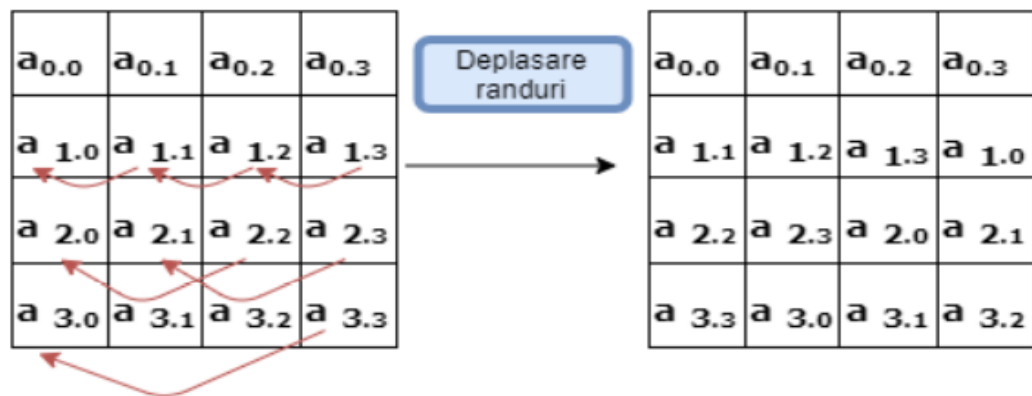 a0.0 a0.1 a0.2 a0.3
a 1.0 a 1.1 a 1.2 a 1.3
a 2.0 a 2.1 a 2.2 a 2.3
a 3.0 a 3.1 a 3.2 a 3.3
Deplasare
randuri
a0.0 a0.1 a0.2 a0.3
a 1.1 a 1.2 a 1.3 a 1.0
a 2.2 a 2.3 a 2.0 a 2.1
a 3.3 a 3.0 a 3.1 a 3.2